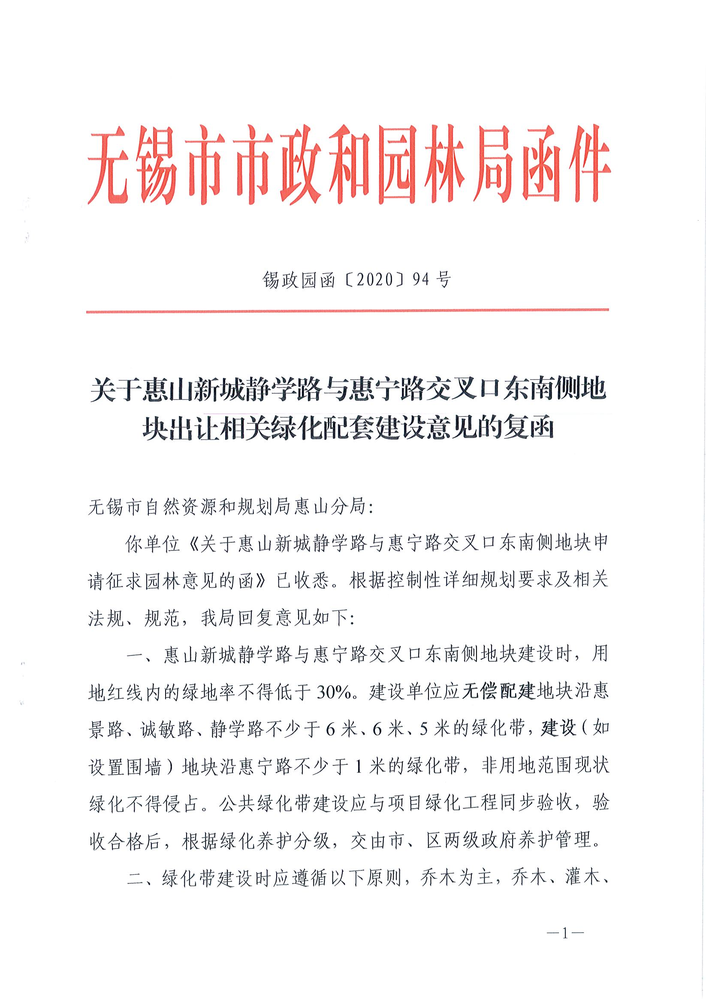 无锡市市政和园林局函件
锡政园函〔2020〕94 号
关于惠山新城静学路与惠宁路交叉口东南侧地
块出让相关绿化配套建设意见的复函
无锡市自然资源和规划局惠山分局：
你单位《关于惠山新城静学路与惠宁路交叉口东南侧地块申
请征求园林意见的函》已收悉。根据控制性详细规划要求及相关
法规、规范，我局回复意见如下：
一、惠山新城静学路与惠宁路交叉口东南侧地块建设时，用
地红线内的绿地率不得低于 30%。建设单位应无偿配建地块沿惠
景路、诚敏路、静学路不少于 6 米、6 米、5 米的绿化带，建设（如
设置围墙）地块沿惠宁路不少于 1 米的绿化带，非用地范围现状
绿化不得侵占。公共绿化带建设应与项目绿化工程同步验收，验
收合格后，根据绿化养护分级，交由市、区两级政府养护管理。
二、绿化带建设时应遵循以下原则，乔木为主，乔木、灌木、
—1—